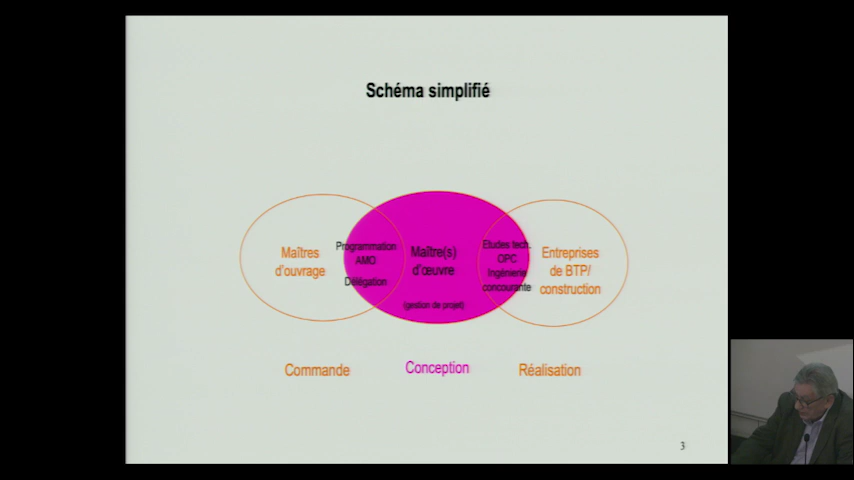 Schéma simplifié
Maîtres
d'ouvrage
Programmation
AMO
Délégation
Maître(s)
d'œuvre
(gestion de projet)
Etudes tech.
OPC
Ingénierie
concourante
Entreprises
de BTP/
construction
Commande
Conception
Réalisation
3